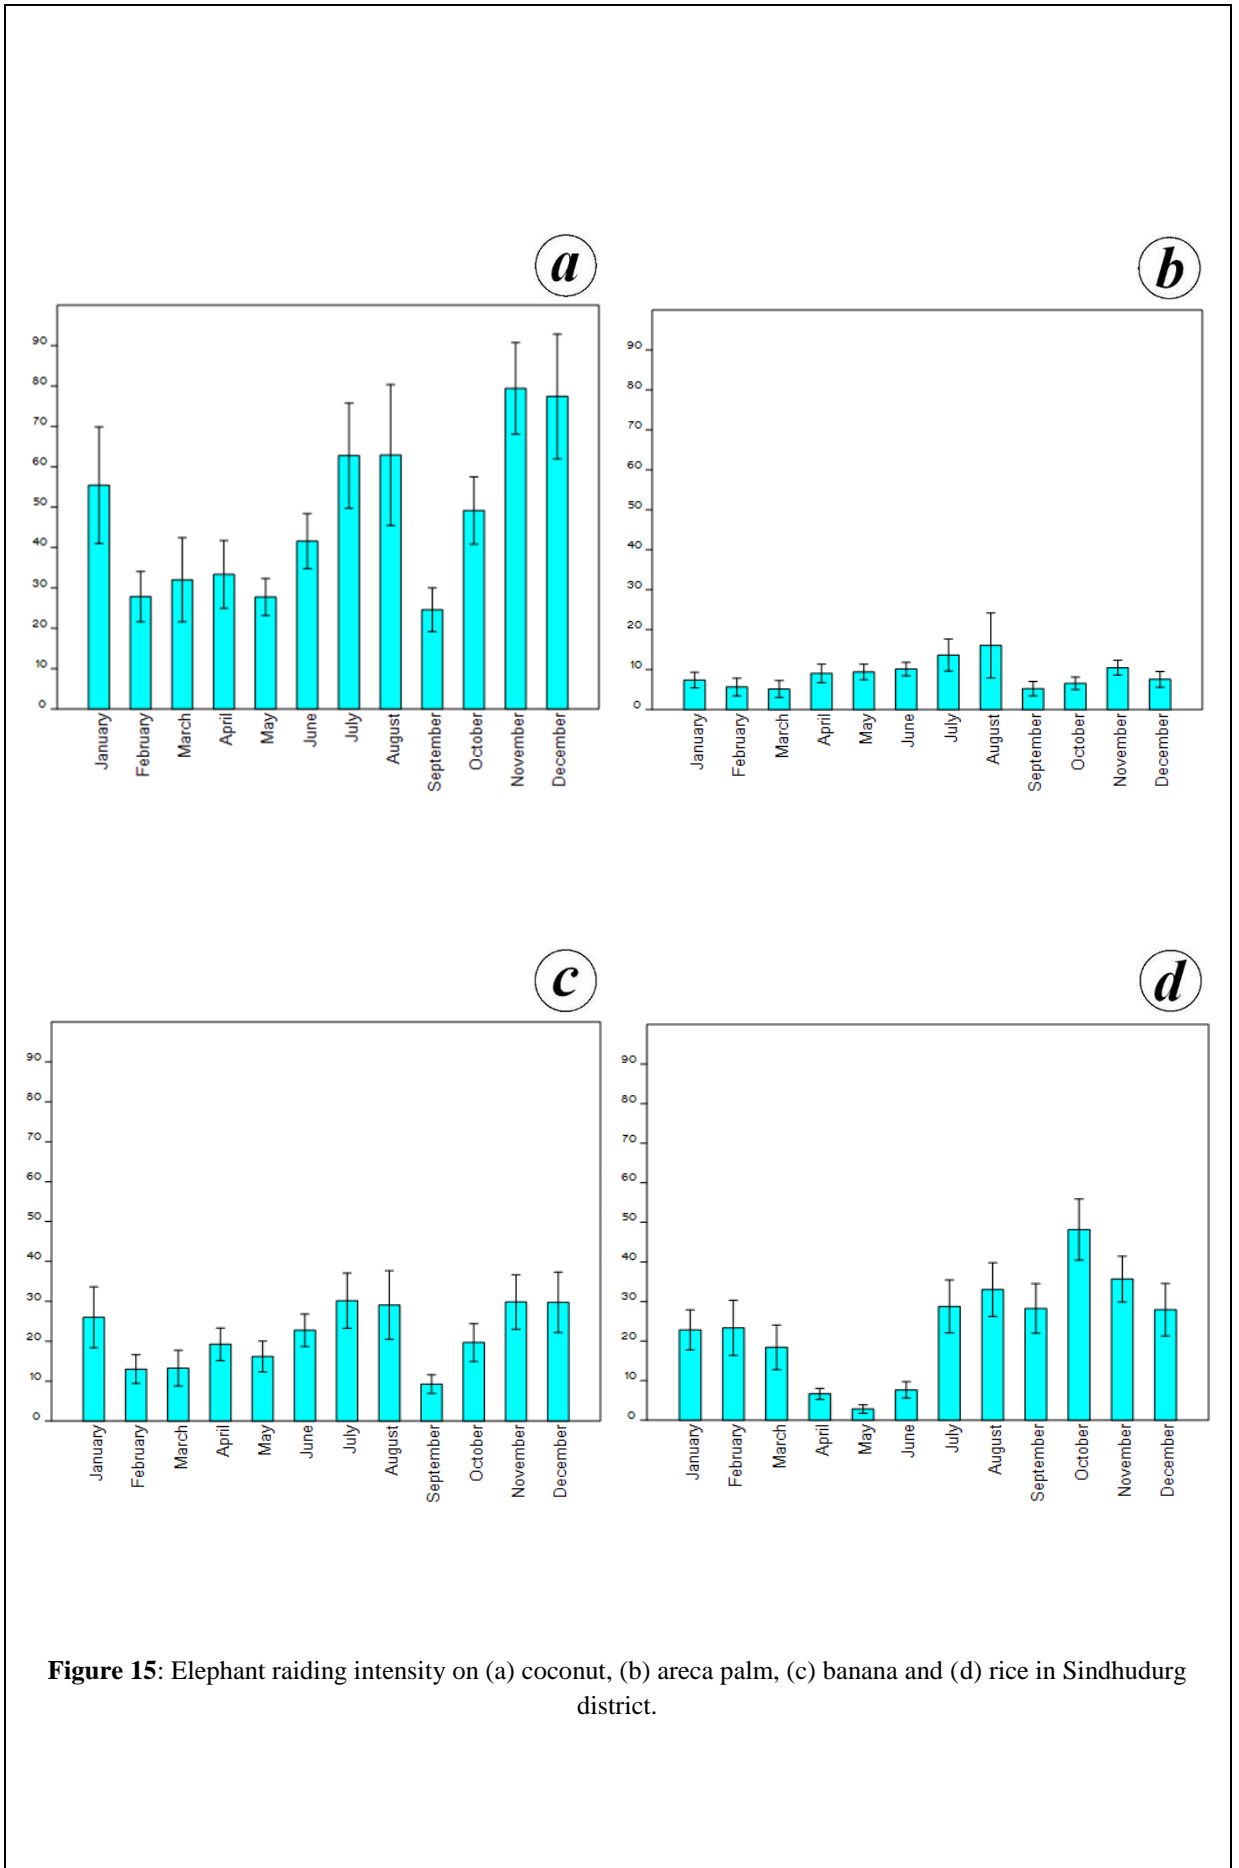 a
90
80
70
60
50
40
30
20
10
0
January
February
March
April
May
June
July
August
September
October
November
December
b
90
80
70
60
50
40
30
20
10
0
January
February
March
April
May
June
July
August
September
October
November
December
c
90
80
70
60
50
40
30
20
10
0
January
February
March
April
May
June
July
August
September
October
November
December
d
90
80
70
60
50
40
30
20
10
0
January
February
March
April
May
June
July
August
September
October
November
December
Figure 15: Elephant raiding intensity on (a) coconut, (b) areca palm, (c) banana and (d) rice in Sindhudurg
district.